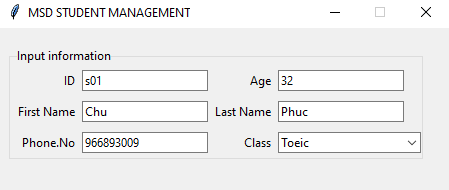 MSD STUDENT MANAGEMENT
Input information
ID s01 Age 32
First Name Chu Last Name Phuc
Phone.No 966893009 Class Toeic